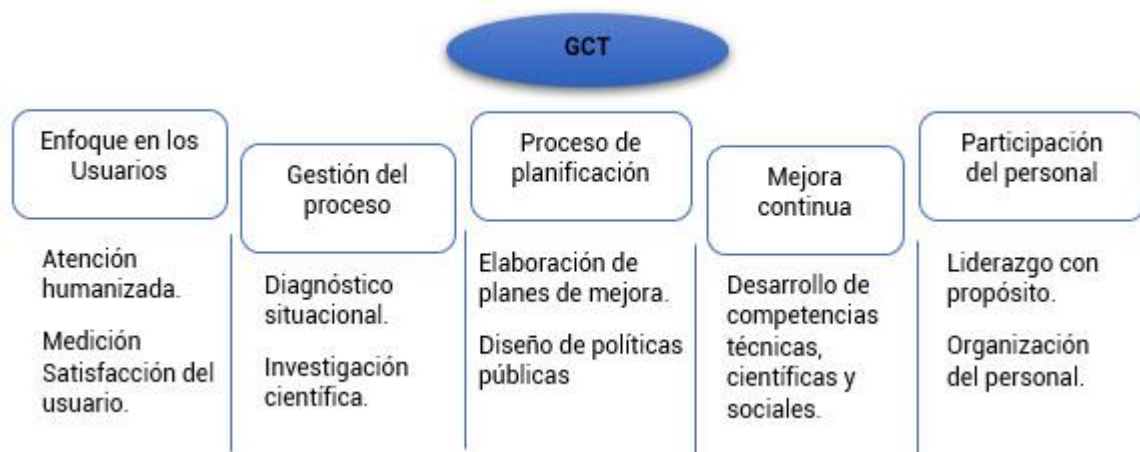 GCT
Enfoque en los
Usuarios
Atención
humanizada.
Medición
Satisfacción del
usuario.
Gestión del
proceso
Diagnóstico
situacional.
Investigación
científica.
Proceso de
planificación
Elaboración de
planes de mejora.
Diseño de políticas
públicas
Mejora
continua
Desarrollo de
competencias
técnicas,
científicas y
sociales.
Participación
del personal
Liderazgo con
propósito.
Organización
del personal.